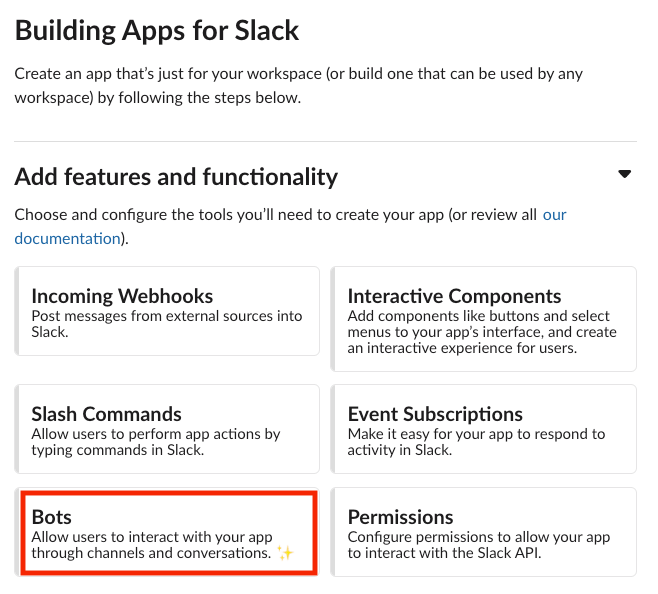 Building Apps for Slack
Create an app that's just for your workspace (or build one that can be used by any
workspace) by following the steps below.
Add features and functionality
Choose and configure the tools you'll need to create your app (or review all our
documentation).
Incoming Webhooks
Post messages from external sources into
Slack.
Interactive Components
Add components like buttons and select
menus to your app's interface, and create
an interactive experience for users.
Slash Commands
Allow users to perform app actions by
typing commands in Slack.
Event Subscriptions
Make it easy for your app to respond to
activity in Slack.
Bots
Allow users to interact with your app
through channels and conversations. ✨
Permissions
Configure permissions to allow your app
to interact with the Slack API.